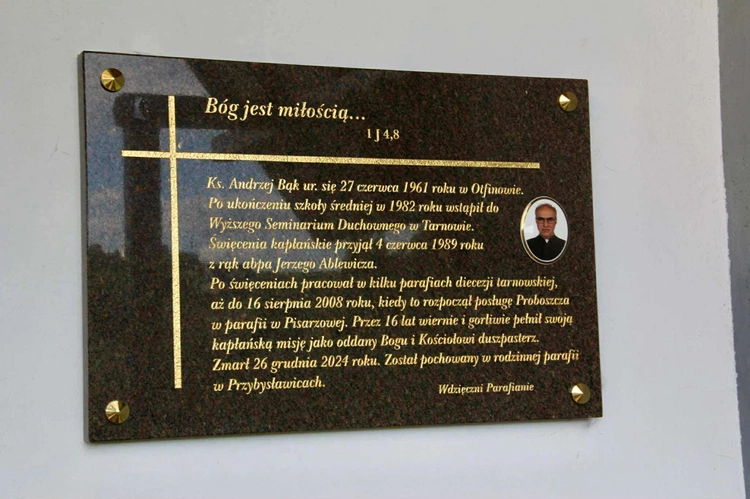 Bóg jest miłością...
1 J 4,8
Ks. Andrzej Bąk ur. się 27 czerwca 1961 roku w Otfinowie.
Po ukończeniu szkoły średniej w 1982 roku wstąpił do
Wyższego Seminarium Duchownego w Tarnowie.
Święcenia kapłańskie przyjął 4 czerwca 1989 roku
z rąk abpa Jerzego Ablewicza.
Po święceniach pracował w kilku parafiach diecezji tarnowskiej,
aż do 16 sierpnia 2008 roku, kiedy to rozpoczął posługę Proboszcza
w parafii w Pisarzowej. Przez 16 lat wiernie i gorliwie pełnił swoją
kapłańską misję jako oddany Bogu i Kościołowi duszpasterz.
Zmarł 26 grudnia 2024 roku. Został pochowany w rodzinnej parafii
w Przybysławicach.
Wdzięczni Parafianie